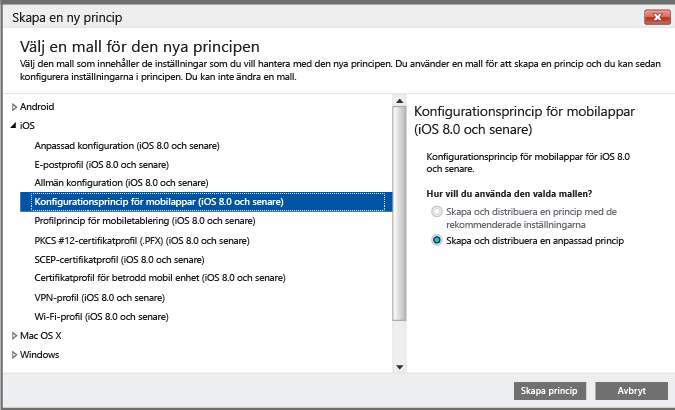 Skapa en ny princip
Välj en mall för den nya principen
Välj den mall som innehåller de inställningar som du vill hantera med den nya principen. Du använder en mall för att skapa en princip och du kan sedan
konfigurera inställningarna i principen. Du kan inte ändra en mall.
Android
iOS
Anpassad konfiguration (iOS 8.0 och senare)
E-postprofil (iOS 8.0 och senare)
Allmän konfiguration (iOS 8.0 och senare)
Konfigurationsprincip för mobilappar (iOS 8.0 och senare)
Profilprincip för mobiletablering (iOS 8.0 och senare)
PKCS #12-certifikatprofil (.PFX) (iOS 8.0 och senare)
SCEP-certifikatprofil (iOS 8.0 och senare)
Certifikatprofil för betrodd mobil enhet (iOS 8.0 och senare)
VPN-profil (iOS 8.0 och senare)
Wi-Fi-profil (iOS 8.0 och senare)
Mac OS X
Windows
Konfigurationsprincip för mobilappar
(iOS 8.0 och senare)
Konfigurationsprincip för mobilappar för iOS 8.0
och senare.
Hur vill du använda den valda mallen?
Skapa och distribuera en princip med de
rekommenderade inställningarna
Skapa och distribuera en anpassad princip
Skapa princip
Avbryt